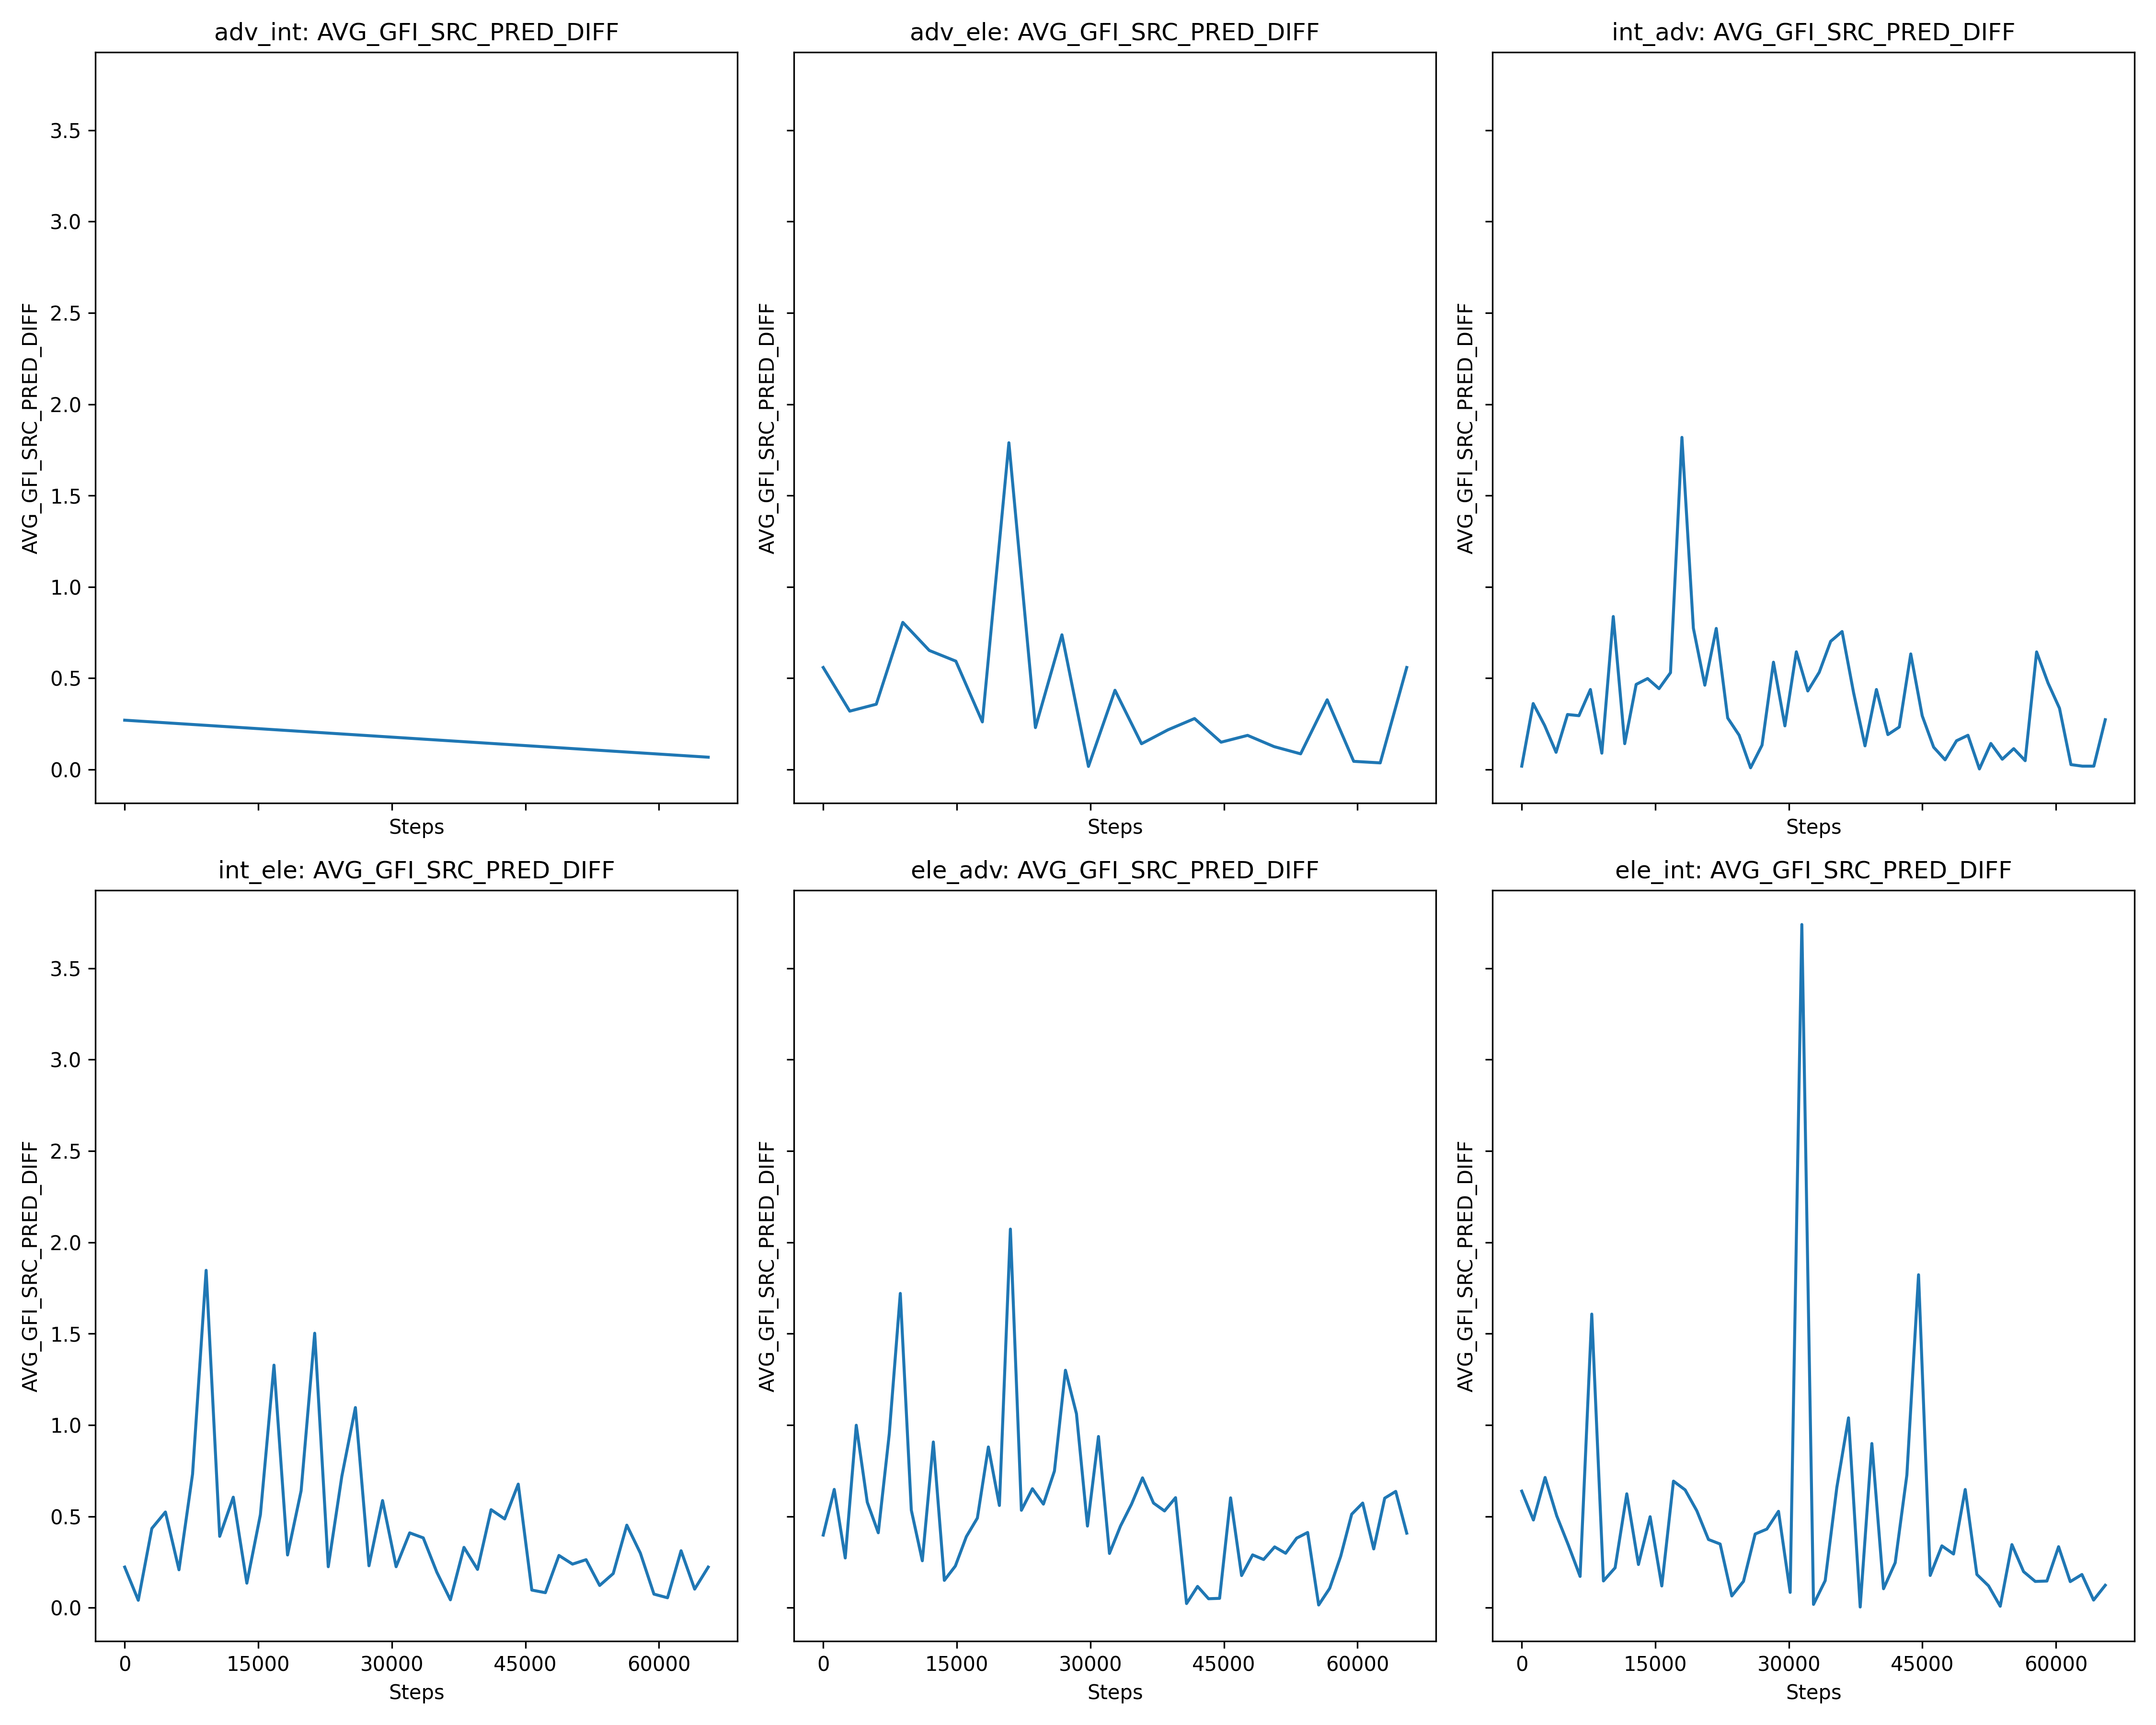 adv_int: AVG_GFI_SRC_PRED_DIFF
adv_ele: AVG_GFI_SRC_PRED_DIFF
int_adv: AVG_GFI_SRC_PRED_DIFF
AVG_GFI_SRC_PRED_DIFF
3.5
3.0
2.5
2.0
1.5
1.0
0.5
0.0
AVG_GFI_SRC_PRED_DIFF
AVG_GFI_SRC_PRED_DIFF
Steps
Steps
Steps
int_ele: AVG_GFI_SRC_PRED_DIFF
ele_adv: AVG_GFI_SRC_PRED_DIFF
ele_int: AVG_GFI_SRC_PRED_DIFF
AVG_GFI_SRC_PRED_DIFF
3.5
3.0
2.5
2.0
1.5
1.0
0.5
0.0
AVG_GFI_SRC_PRED_DIFF
AVG_GFI_SRC_PRED_DIFF
0 15000 30000 45000 60000
0 15000 30000 45000 60000
0 15000 30000 45000 60000
Steps
Steps
Steps